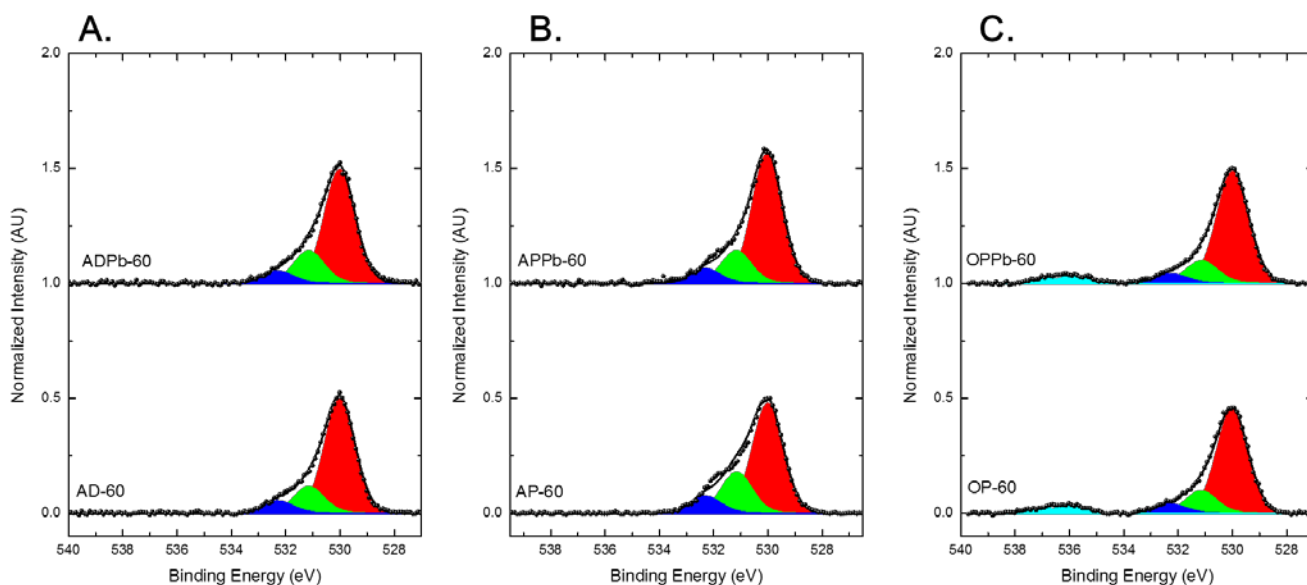 A.
2.0
1.5
1.0
0.5
0.0
Normalized Intensity (AU)
ADPb-60
AD-60
540 538 536 534 532 530 528
Binding Energy (eV)
B.
2.0
1.5
1.0
0.5
0.0
Normalized Intensity (AU)
APPb-60
AP-60
538 536 534 532 530 528
Binding Energy (eV)
C.
2.0
1.5
1.0
0.5
0.0
Normalized Intensity (AU)
OPPb-60
OP-60
540 538 536 534 532 530 528
Binding Energy (eV)